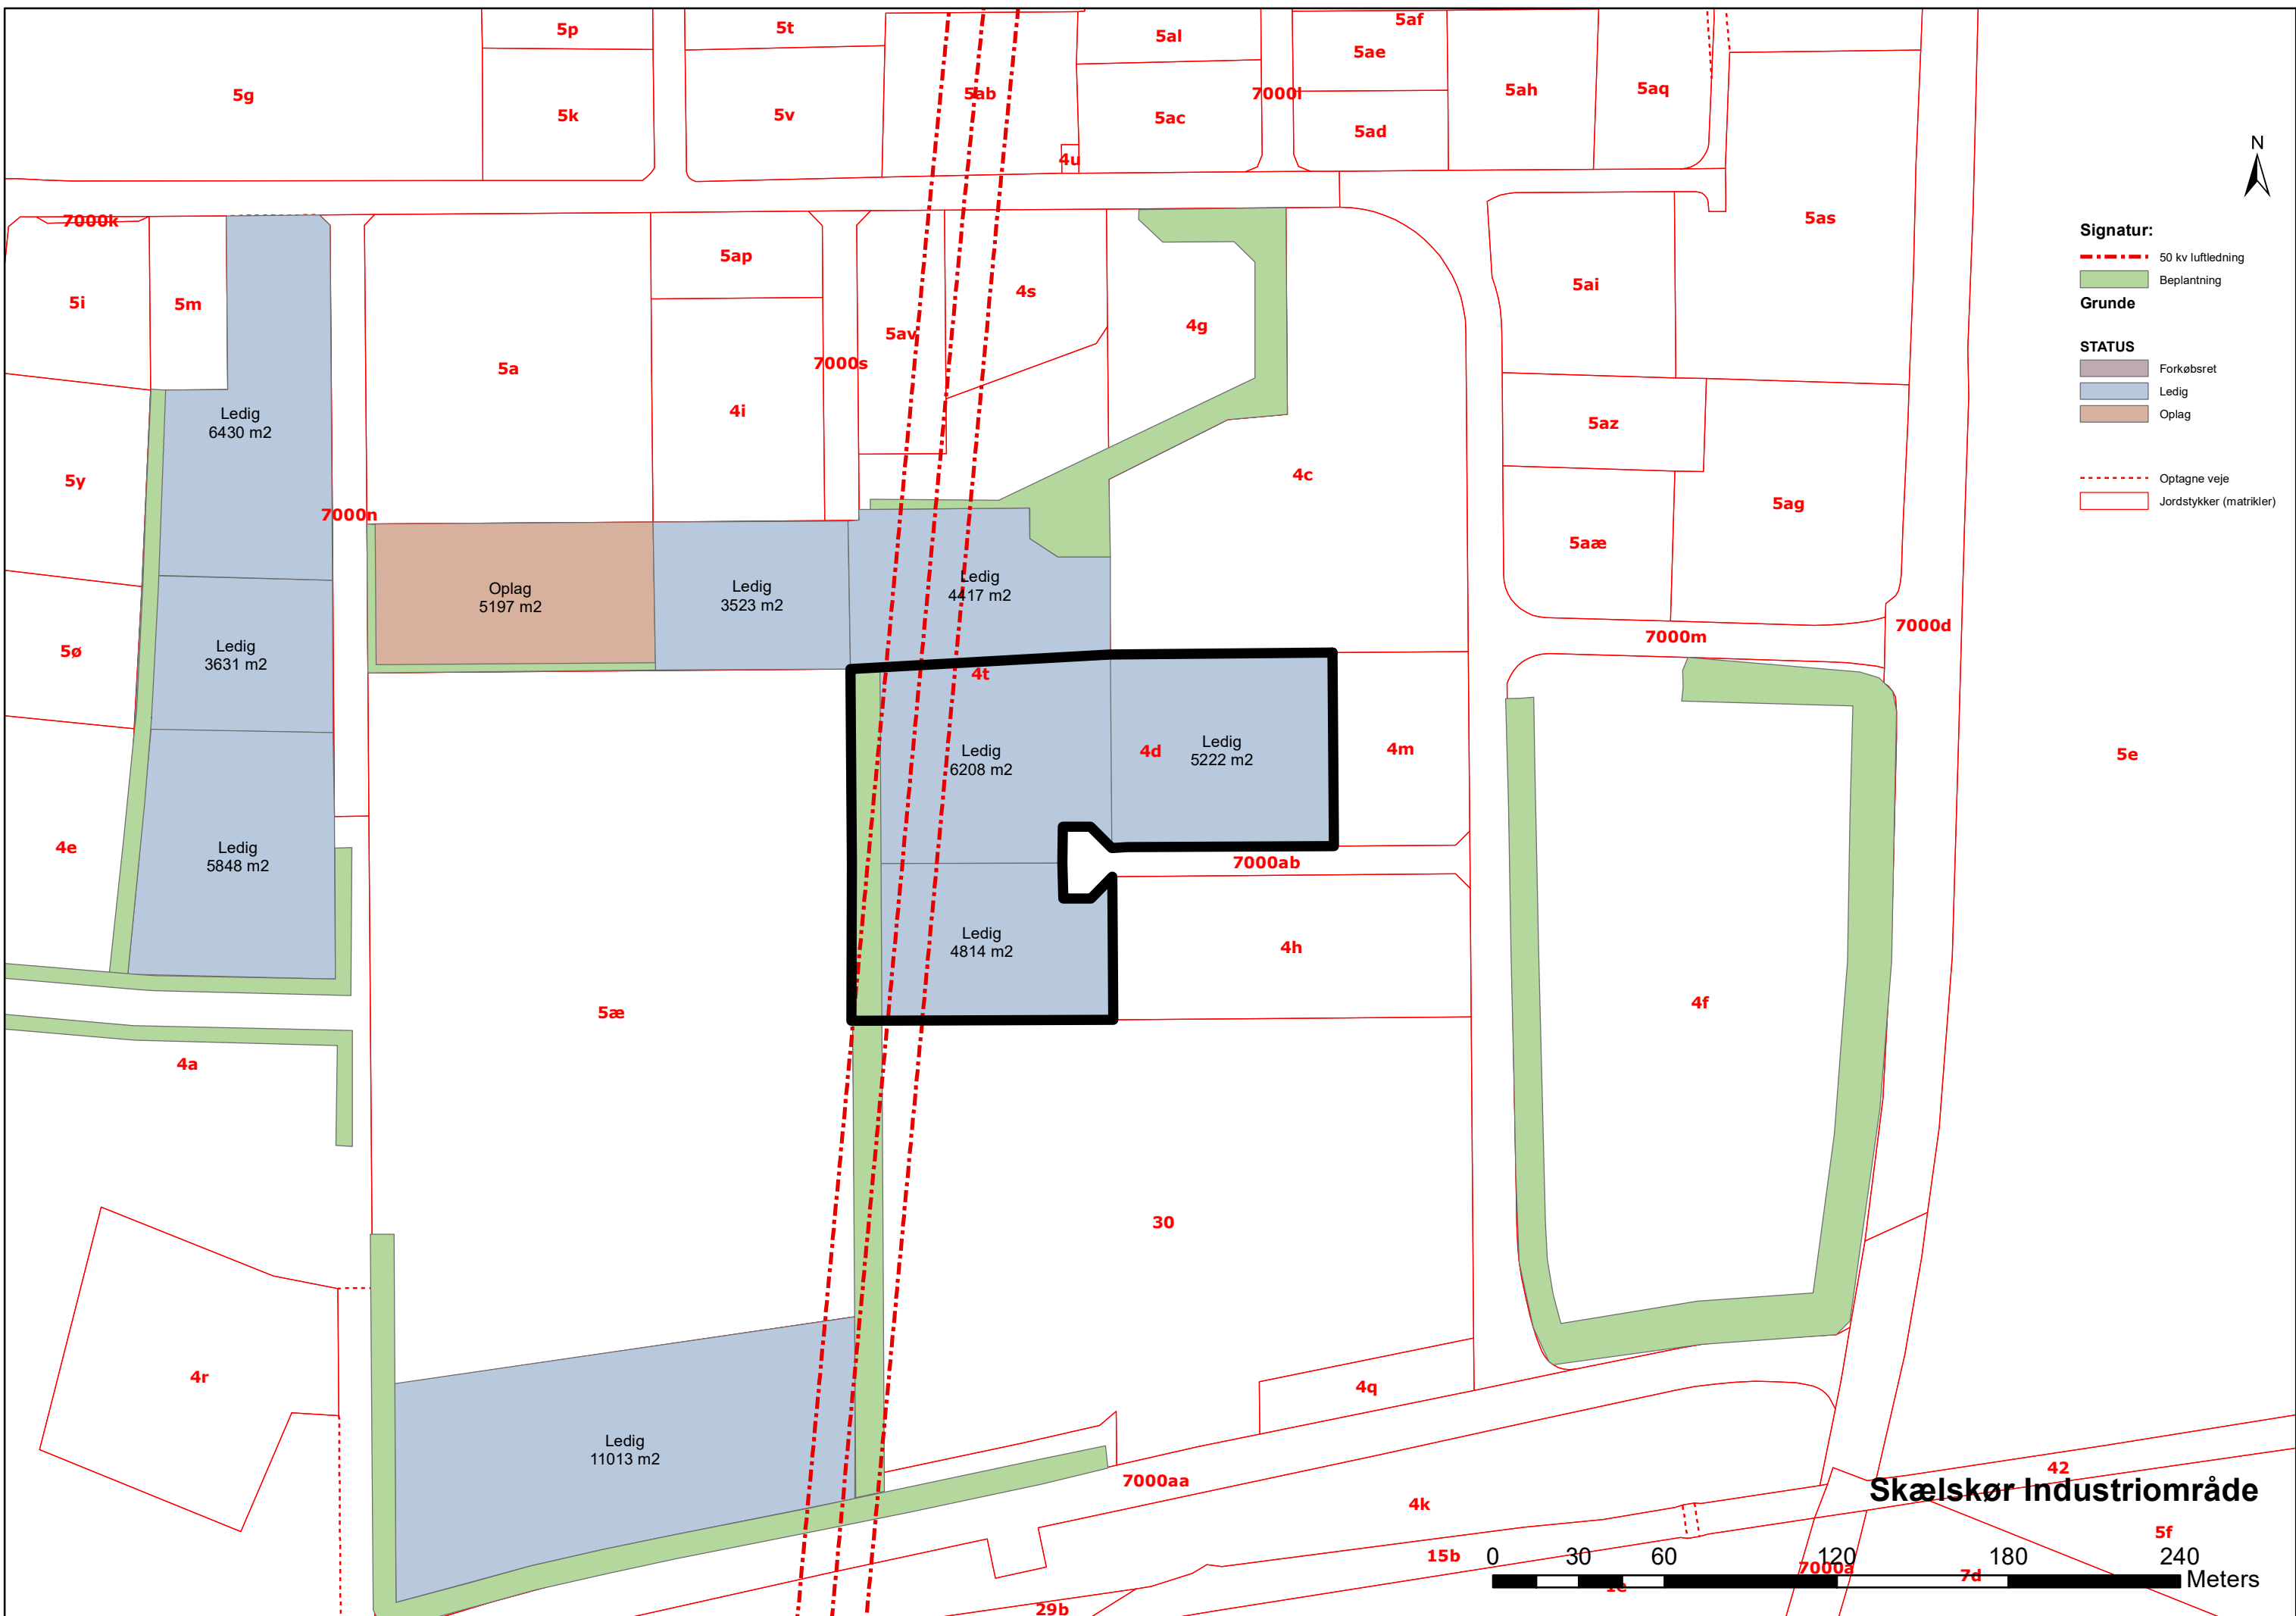 5p
5t
5al
5af
5ae
5g
5k
5v
5ab
5ac
7000l
5ad
5ah
5aq
4u
N
7000k
5i
5m
5ap
4s
4g
5ai
5as
5a
5av
7000s
4i
Signatur:
50 kv luftledning
Beplantning
Grunde
STATUS
Forkøbsret
Ledig
Oplag
Optagne veje
Jordstykker (matrikler)
Ledig
6430 m2
5y
7000n
4c
5az
5ag
5aæ
Oplag
5197 m2
Ledig
3523 m2
Ledig
4417 m2
5ø
Ledig
3631 m2
7000m
7000d
4t
Ledig
6208 m2
4d
Ledig
5222 m2
4m
5e
4e
Ledig
5848 m2
7000ab
Ledig
4814 m2
4h
5æ
4f
4a
30
4r
4q
Ledig
11013 m2
7000aa
4k
42
Skælskør Industriområde
5f
15b
0 30 60 120 180 240
Meters
7000a
7d
1e
29b